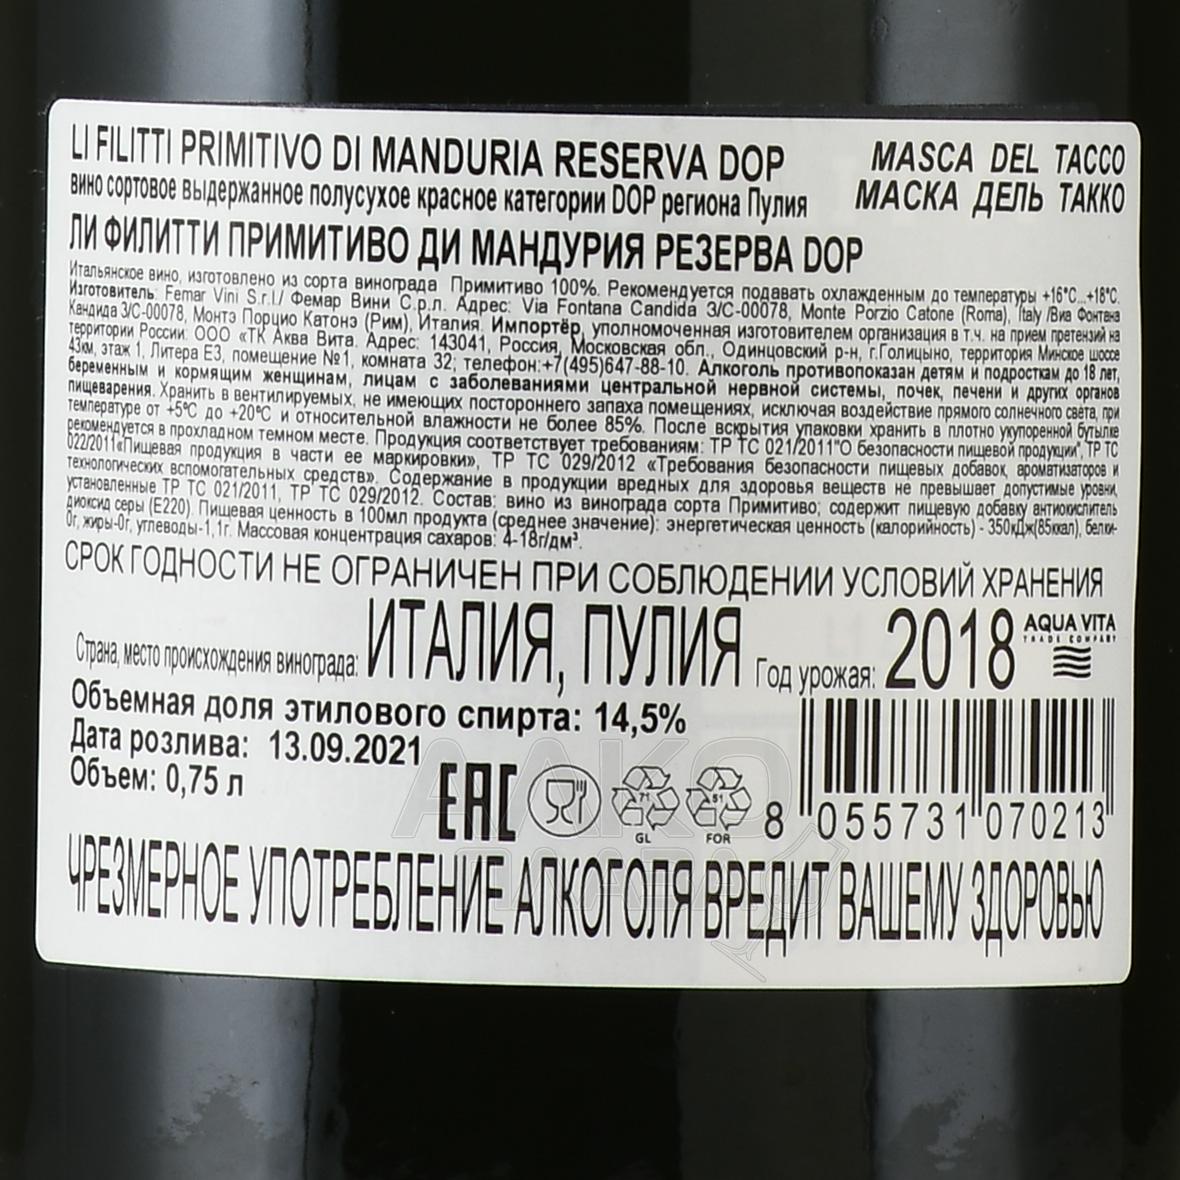 LI FILITTI PRIMITIVO DI MANDURIA RESERVA DOP
MASCA DEL TACCO
вино сортовое выдержанное полусухое красное категории DOP региона Пулия
МАСКА ДЕЛЬ ТАККО
ЛИ ФИЛИТТИ ПРИМИТИВО ДИ МАНДУРИЯ РЕЗЕРВА DOP
Итальянское вино, изготовлено из сорта винограда Примитиво 100%. Рекомендуется подавать охлажденным до температуры +16°С...+18°С.
Изготовитель: Femar Vini S.r.l./ Фемар Вини С.р.л. Адрес: Via Fontana Candida 3/C-00078, Monte Porzio Catone (Roma), Italy /Виа Фонтана
Кандида 3/С-00078, Монтэ Порцио Катонэ (Рим), Италия. Импортёр, уполномоченная изготовителем организация в т.ч. на прием претензий на
территории России: ООО «ТК Аква Вита. Адрес: 143041, Россия, Московская обл., Одинцовский р-н, г.Голицыно, территория Минское шоссе
43км, этаж 1, Литера Е3, помещение №1, комната 32; телефон:+7(495)647-88-10. Алкоголь противопоказан детям и подросткам до 18 лет,
беременным и кормящим женщинам, лицам с заболеваниями центральной нервной системы, почек, печени и других органов
пищеварения. Хранить в вентилируемых, не имеющих постороннего запаха помещениях, исключая воздействие прямого солнечного света, при
температуре от +5°С до +20°С и относительной влажности не более 85%. После вскрытия упаковки хранить в плотно укупоренной бутылке
рекомендуется в прохладном темном месте. Продукция соответствует требованиям: ТР ТС 021/2011"О безопасности пищевой продукции", ТР ТС
022/2011«Пищевая продукция в части ее маркировки», ТР ТС 029/2012 «Требования безопасности пищевых добавок, ароматизаторов и
технологических вспомогательных средств». Содержание в продукции вредных для здоровья веществ не превышает допустимые уровни,
установленные ТР ТС 021/2011, ТР ТС 029/2012. Состав: вино из винограда сорта Примитиво; содержит пищевую добавку антиокислитель
диоксид серы (Е220). Пищевая ценность в 100мл продукта (среднее значение): энергетическая ценность (калорийность) - 350кДж(85ккал), белки-
0г, жиры-0г, углеводы-1,1г. Массовая концентрация сахаров: 4-18г/дм³.
СРОК ГОДНОСТИ НЕ ОГРАНИЧЕН ПРИ СОБЛЮДЕНИИ УСЛОВИЙ ХРАНЕНИЯ
Страна, место происхождения винограда: ИТАЛИЯ, ПУЛИЯ Год урожая: 2018
AQUA VITA
TRADE COMPANY
Объемная доля этилового спирта: 14,5%
Дата розлива: 13.09.2021
Объем: 0,75 л
EAC
71
GL
51
FOR
8 055731 070213
АЛКО
ПЛАЗА
ЧРЕЗМЕРНОЕ УПОТРЕБЛЕНИЕ АЛКОГОЛЯ ВРЕДИТ ВАШЕМУ ЗДОРОВЬЮ